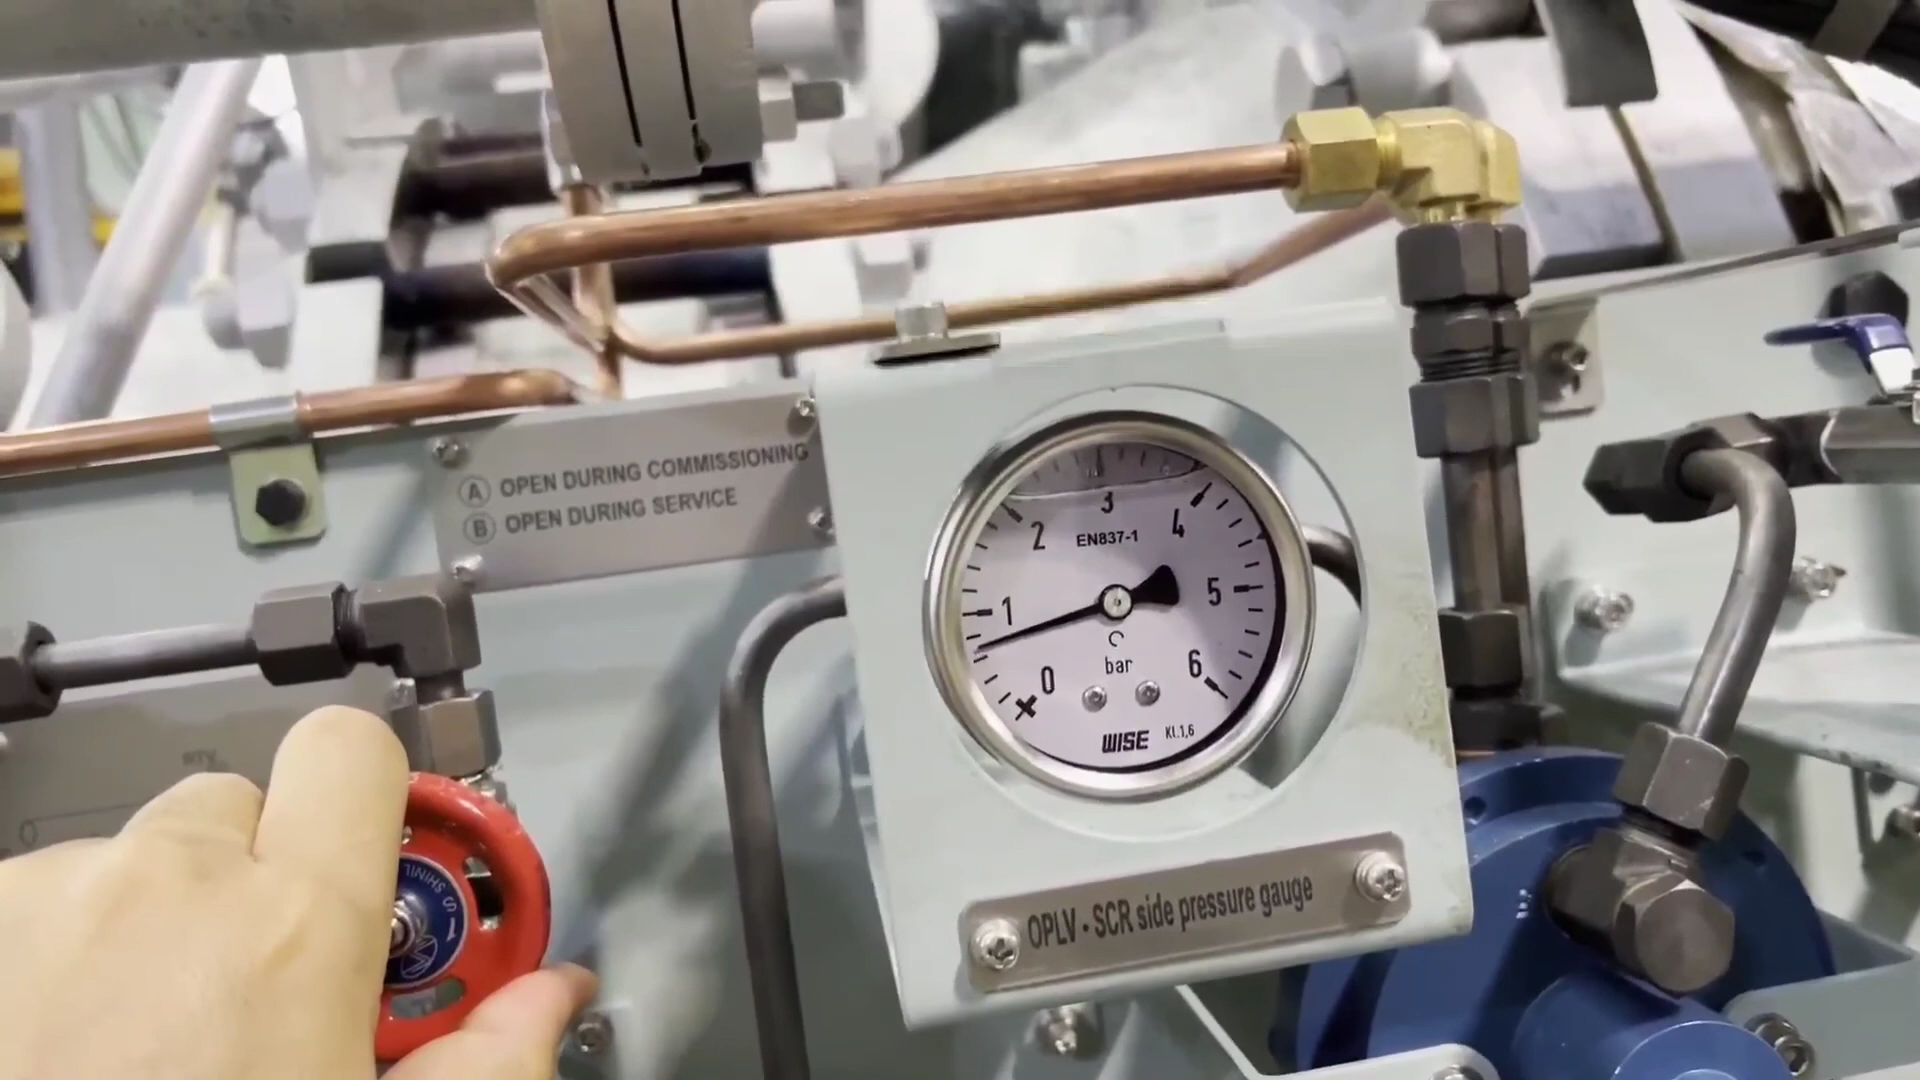 Ⓐ OPEN DURING COMMISSIONING
Ⓑ OPEN DURING SERVICE
0 1 2 3 4 5 6
EN837-1
bar
WISE KL.1,6
OPLV - SCR side pressure gauge
SHINIL